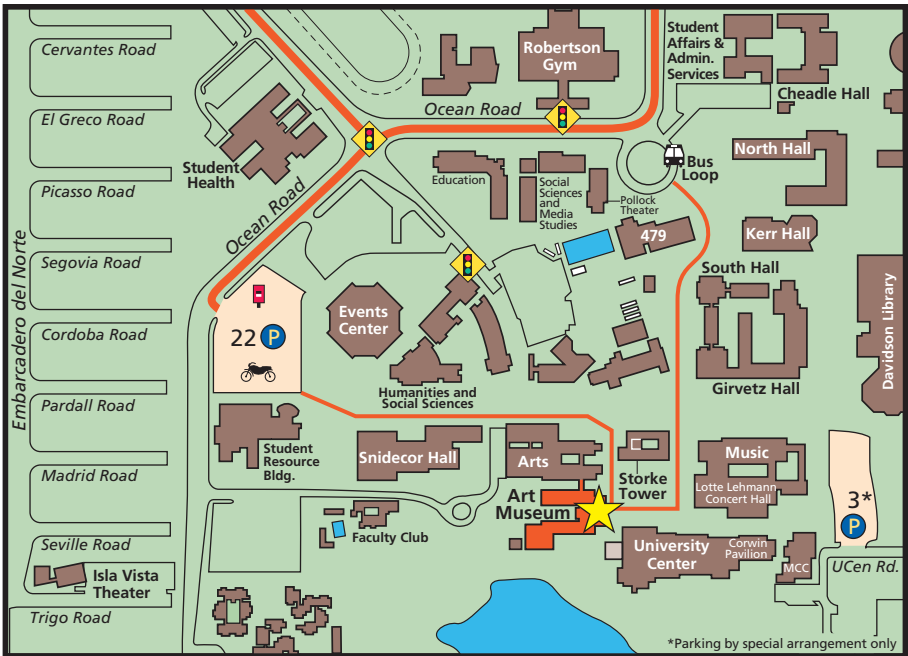 Cervantes Road
El Greco Road
Picasso Road
Segovia Road
Cordoba Road
Pardall Road
Madrid Road
Seville Road
Trigo Road
Embarcadero del Norte
Isla Vista
Theater
Student
Health
Ocean Road
Ocean Road
Robertson
Gym
Student
Affairs &
Admin.
Services
Cheadle Hall
North Hall
Bus
Loop
Education
Social
Sciences
and
Media
Studies
Pollock
Theater
479
Kerr Hall
South Hall
Girvetz Hall
Davidson Library
Events
Center
22 P
Humanities and
Social Sciences
Student
Resource
Bldg.
Snidecor Hall
Arts
Storke
Tower
Music
Lotte Lehmann
Concert Hall
3*
P
Art
Museum
Faculty Club
University
Center
Corwin
Pavilion
MCC
UCen Rd.
*Parking by special arrangement only